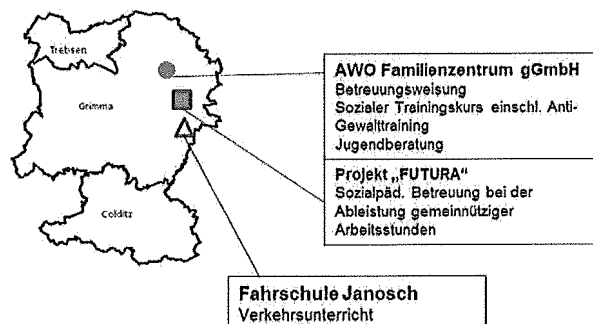 Trebsen
Grimma
Colditz
AWO Familienzentrum gGmbH
Betreuungsweisung
Sozialer Trainingskurs einschl. Anti-
Gewalttraining
Jugendberatung
Projekt „FUTURA"
Sozialpäd. Betreuung bei der
Ableistung gemeinnütziger
Arbeitsstunden
Fahrschule Janosch
Verkehrsunterricht